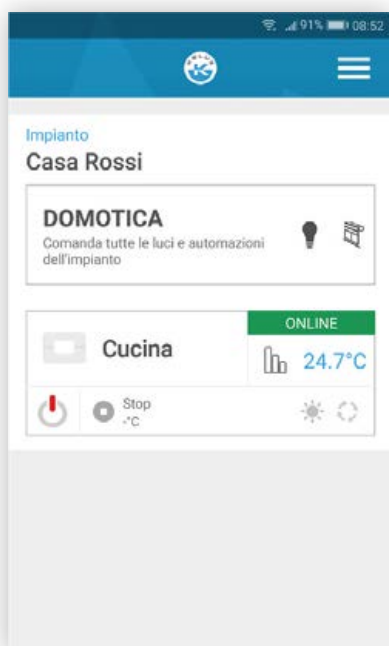 91% 08:52
K
Impianto
Casa Rossi
DOMOTICA
Comanda tutte le luci e automazioni
dell'impianto
ONLINE
Cucina
24.7°C
Stop
-°C